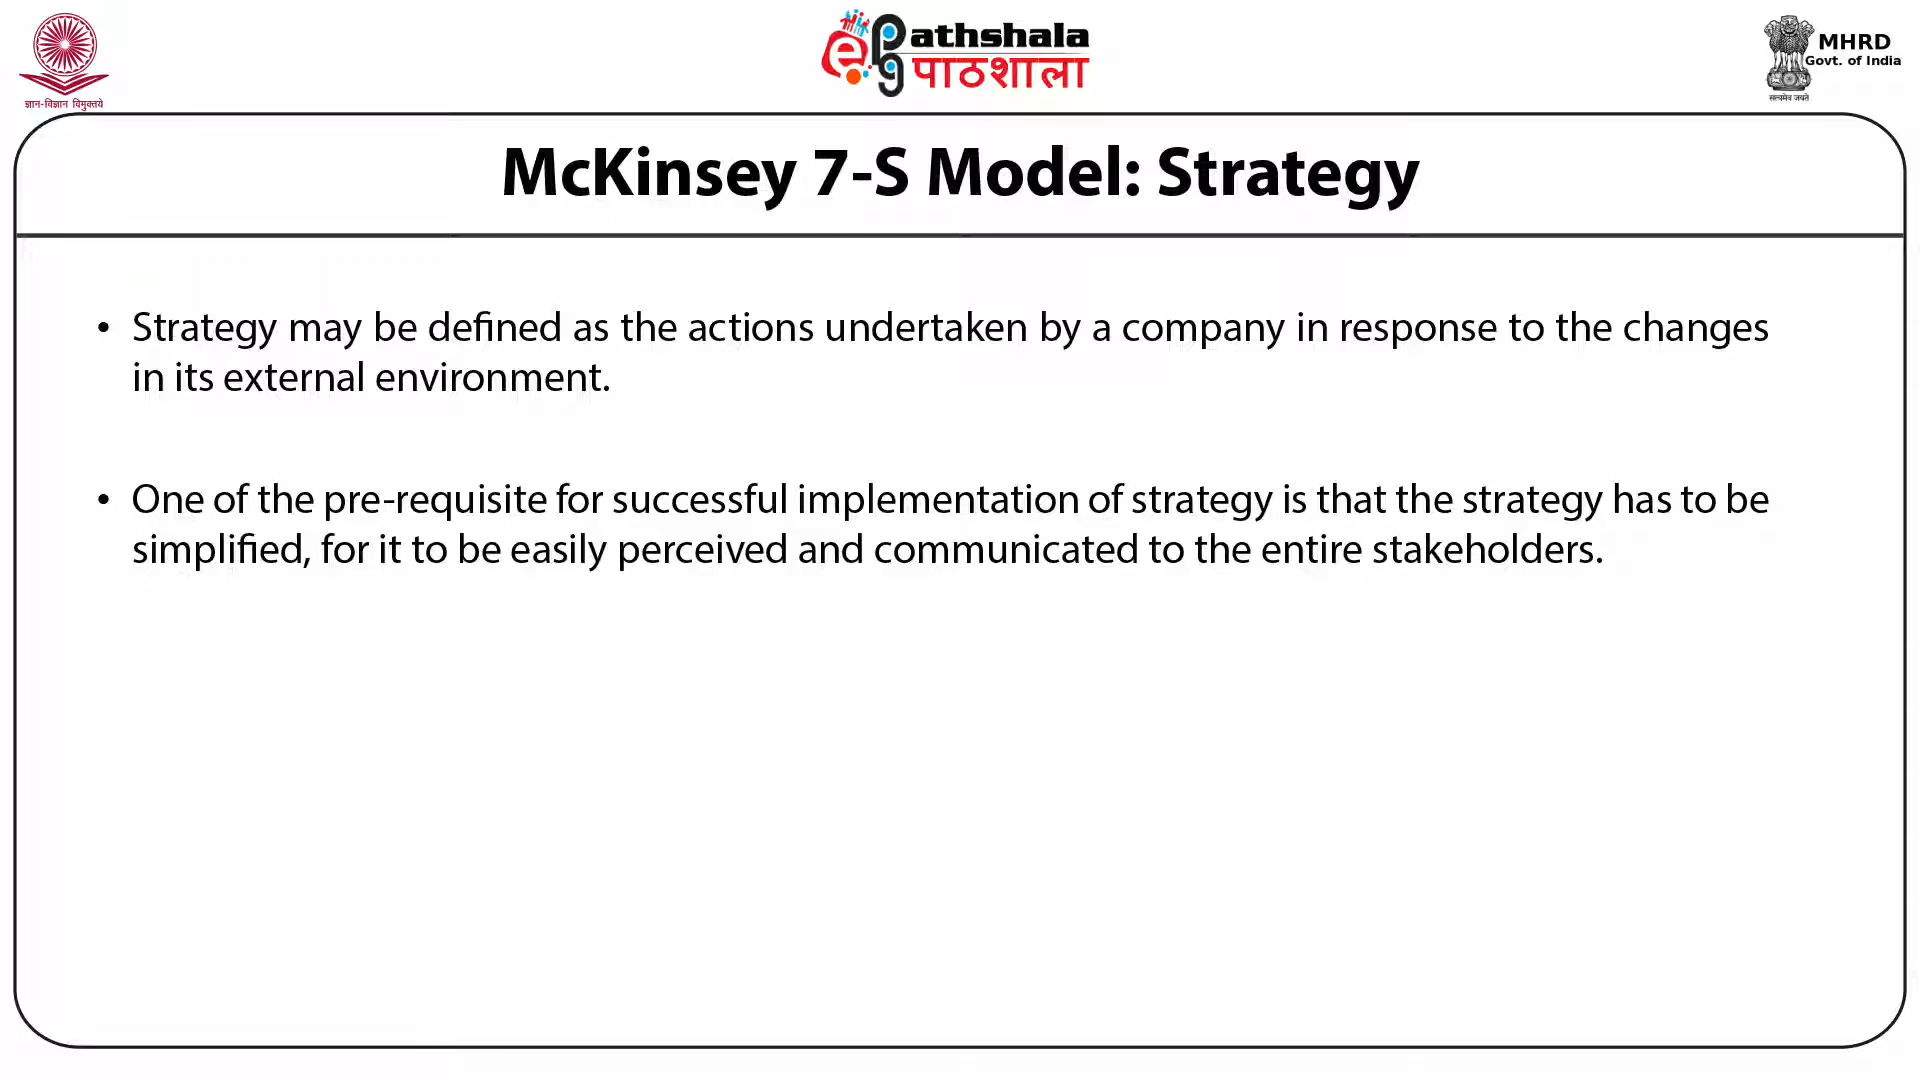 ज्ञान-विज्ञान विमुक्तये
ePathshala
पाठशाला
MHRD
Govt. of India
सत्यमेव जयते
McKinsey 7-S Model: Strategy
• Strategy may be defined as the actions undertaken by a company in response to the changes
in its external environment.
• One of the pre-requisite for successful implementation of strategy is that the strategy has to be
simplified, for it to be easily perceived and communicated to the entire stakeholders.